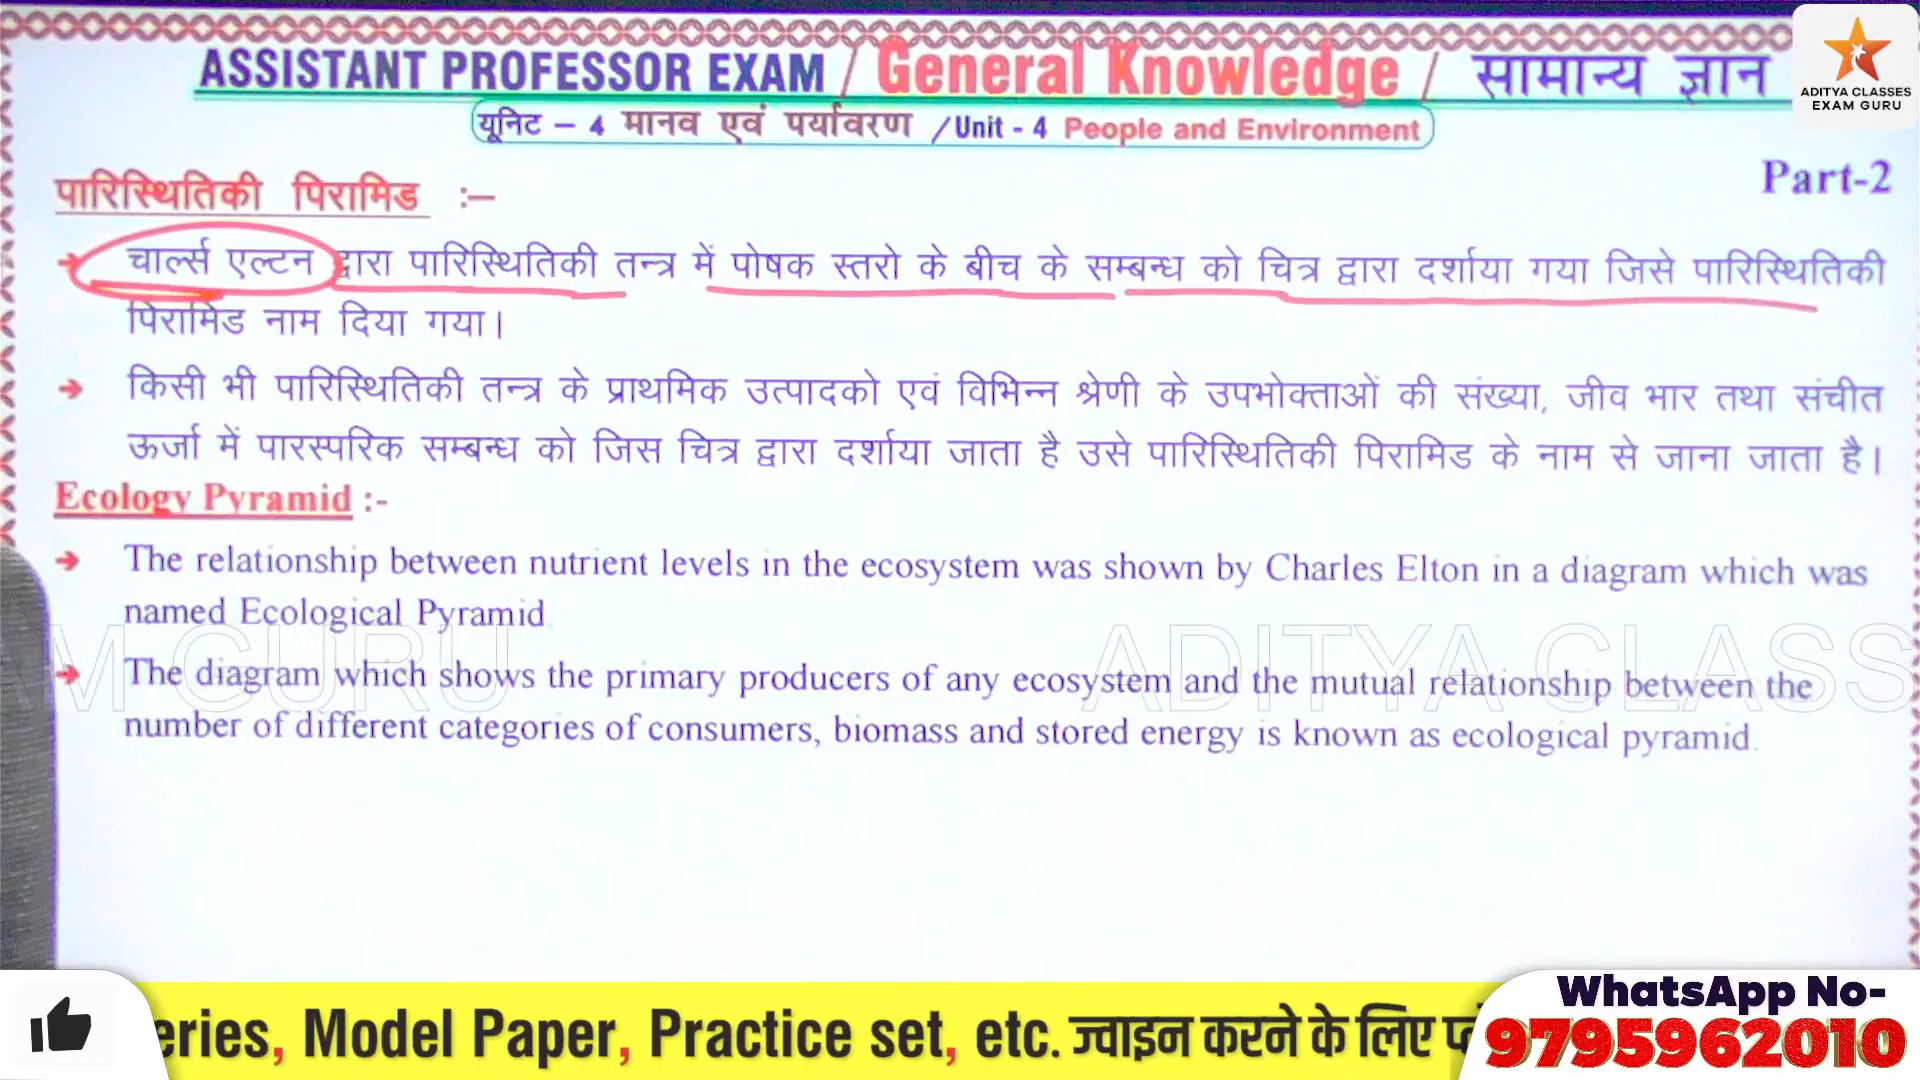 ASSISTANT PROFESSOR EXAM / General Knowledge / सामान्य ज्ञान
ADITYA CLASSES
EXAM GURU
यूनिट – 4 मानव एवं पर्यावरण / Unit - 4 People and Environment
Part-2
पारिस्थितिकी पिरामिड :–
चार्ल्स एल्टन द्वारा पारिस्थितिकी तन्त्र में पोषक स्तरो के बीच के सम्बन्ध को चित्र द्वारा दर्शाया गया जिसे पारिस्थितिकी
पिरामिड नाम दिया गया।
किसी भी पारिस्थितिकी तन्त्र के प्राथमिक उत्पादको एवं विभिन्न श्रेणी के उपभोक्ताओं की संख्या, जीव भार तथा संचीत
ऊर्जा में पारस्परिक सम्बन्ध को जिस चित्र द्वारा दर्शाया जाता है उसे पारिस्थितिकी पिरामिड के नाम से जाना जाता है।
Ecology Pyramid :-
The relationship between nutrient levels in the ecosystem was shown by Charles Elton in a diagram which was
named Ecological Pyramid.
M GURU ADITYA CLASS
The diagram which shows the primary producers of any ecosystem and the mutual relationship between the
number of different categories of consumers, biomass and stored energy is known as ecological pyramid.
eries, Model Paper, Practice set, etc. ज्वाइन करने के लिए
WhatsApp No-
9795962010